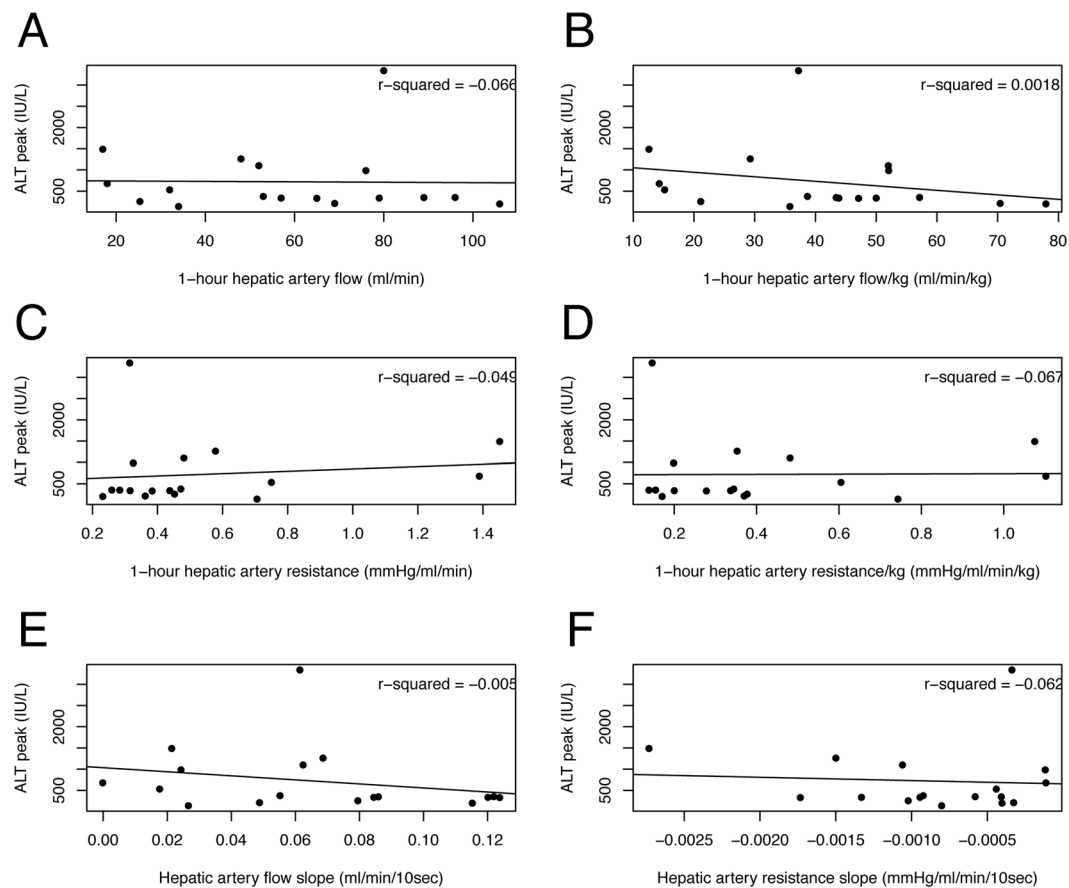 A
B
r−squared = −0.066
r−squared = 0.0018
ALT peak (IU/L)
500 2000
20 40 60 80 100
1−hour hepatic artery flow (ml/min)
ALT peak (IU/L)
500 2000
10 20 30 40 50 60 70 80
1−hour hepatic artery flow/kg (ml/min/kg)
C
D
r−squared = −0.049
r−squared = −0.067
ALT peak (IU/L)
500 2000
0.2 0.4 0.6 0.8 1.0 1.2 1.4
1−hour hepatic artery resistance (mmHg/ml/min)
ALT peak (IU/L)
500 2000
0.2 0.4 0.6 0.8 1.0
1−hour hepatic artery resistance/kg (mmHg/ml/min/kg)
E
F
r−squared = −0.005
r−squared = −0.062
ALT peak (IU/L)
500 2000
0.00 0.02 0.04 0.06 0.08 0.10 0.12
Hepatic artery flow slope (ml/min/10sec)
ALT peak (IU/L)
500 2000
−0.0025 −0.0020 −0.0015 −0.0010 −0.0005
Hepatic artery resistance slope (mmHg/ml/min/10sec)